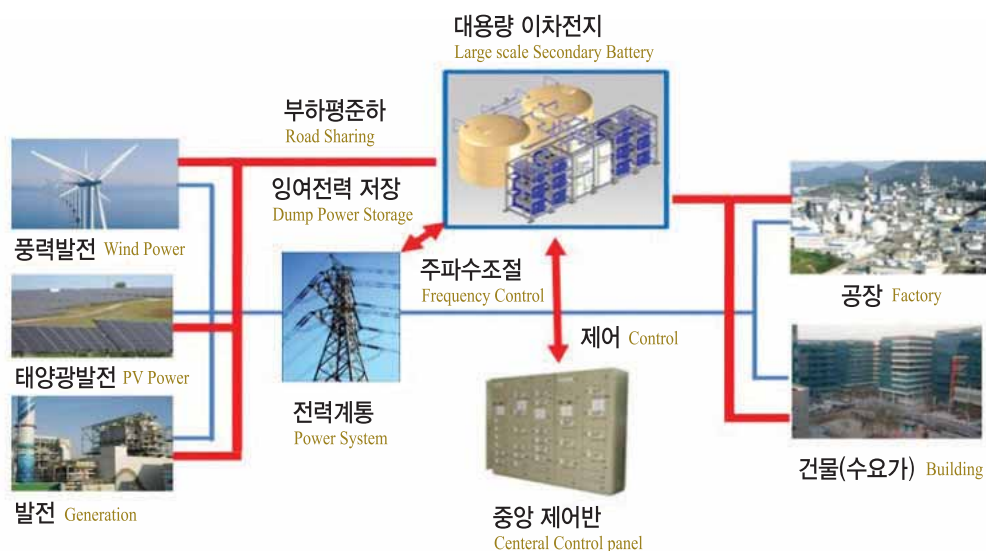 대용량 이차전지
Large scale Secondary Battery
부하평준하
Road Sharing
잉여전력 저장
Dump Power Storage
풍력발전 Wind Power
주파수조절
Frequency Control
공장 Factory
제어 Control
태양광발전 PV Power
전력계통
Power System
건물(수요가) Building
발전 Generation
중앙 제어반
Centeral Control panel